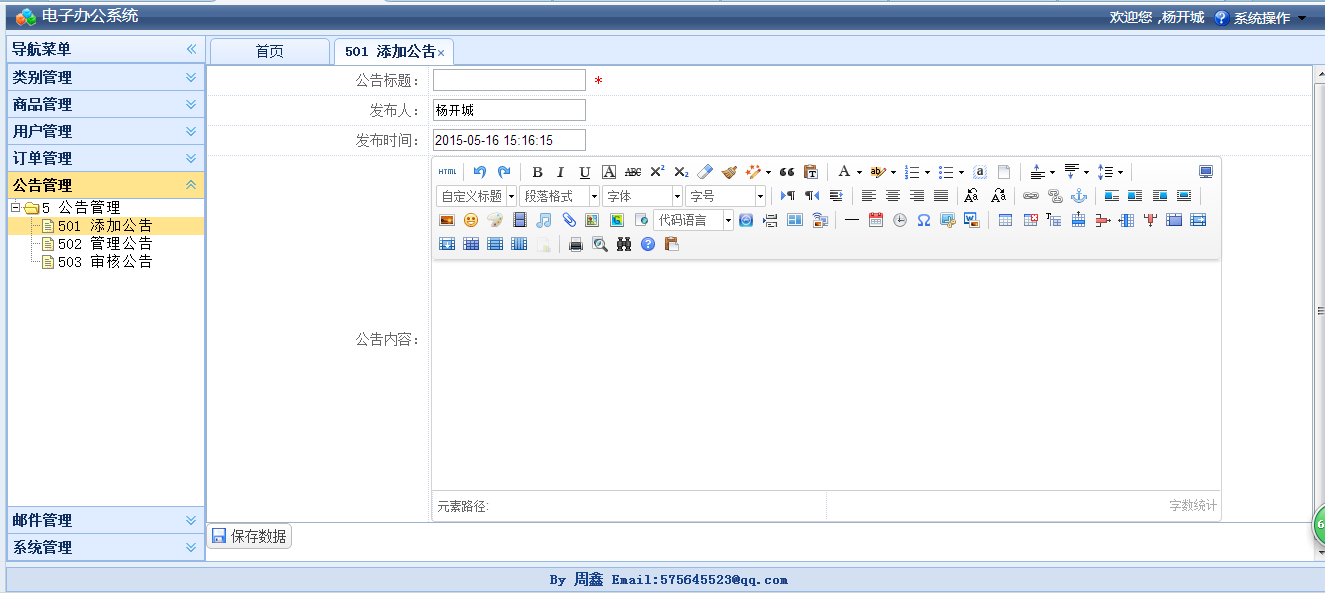 电子办公系统
欢迎您 ,杨开城 系统操作
导航菜单
首页 501 添加公告
类别管理
商品管理
用户管理
订单管理
公告管理
5 公告管理
501 添加公告
502 管理公告
503 审核公告
邮件管理
系统管理
公告标题： *
发布人： 杨开城
发布时间： 2015-05-16 15:16:15
HTML B I U A ABC X² X₂
自定义标题 段落格式 字体 字号
代码语言
公告内容：
元素路径: 字数统计
保存数据
6
By 周鑫 Email:575645523@qq.com